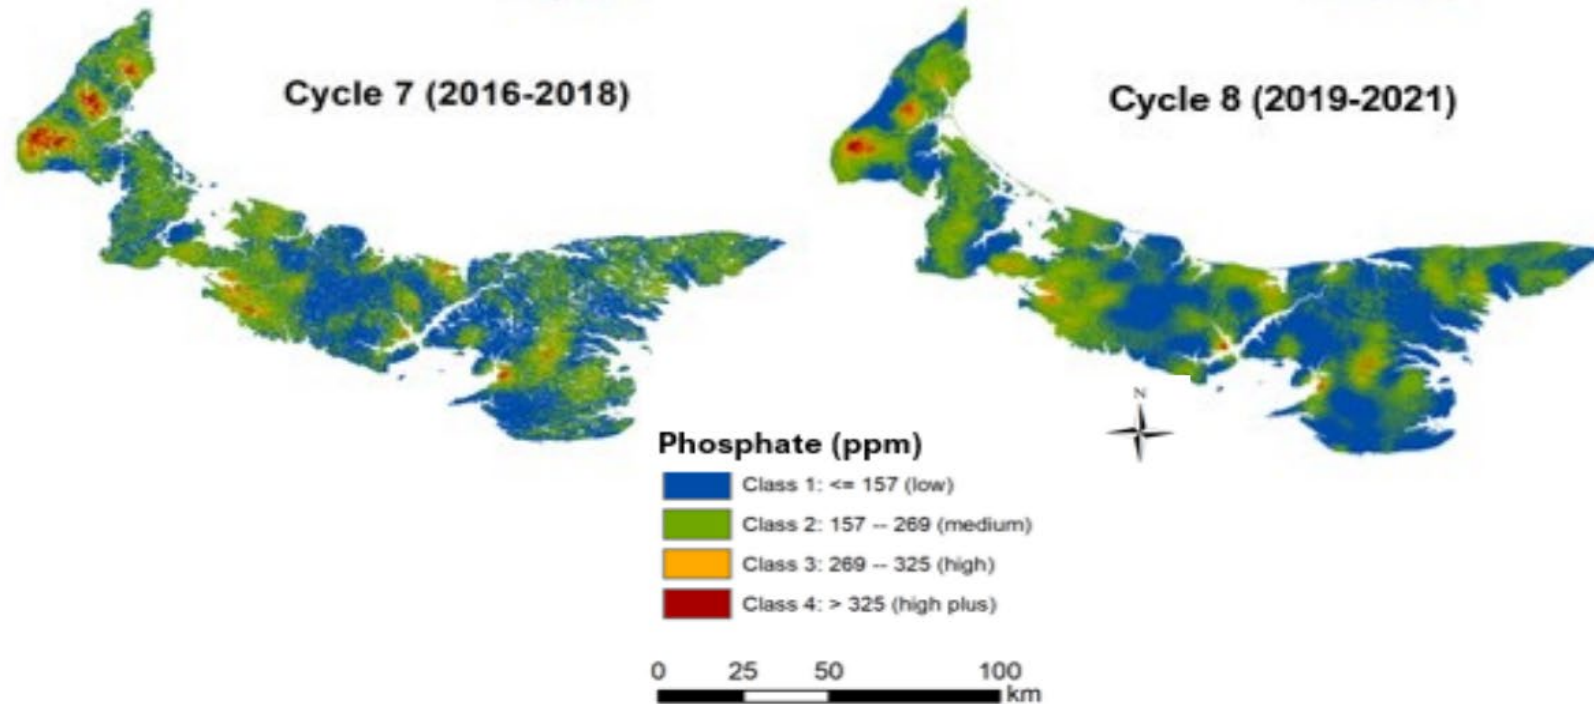 Cycle 7 (2016-2018)
Cycle 8 (2019-2021)
N
Phosphate (ppm)
Class 1: <= 157 (low)
Class 2: 157 -- 269 (medium)
Class 3: 269 -- 325 (high)
Class 4: > 325 (high plus)
0 25 50 100
km